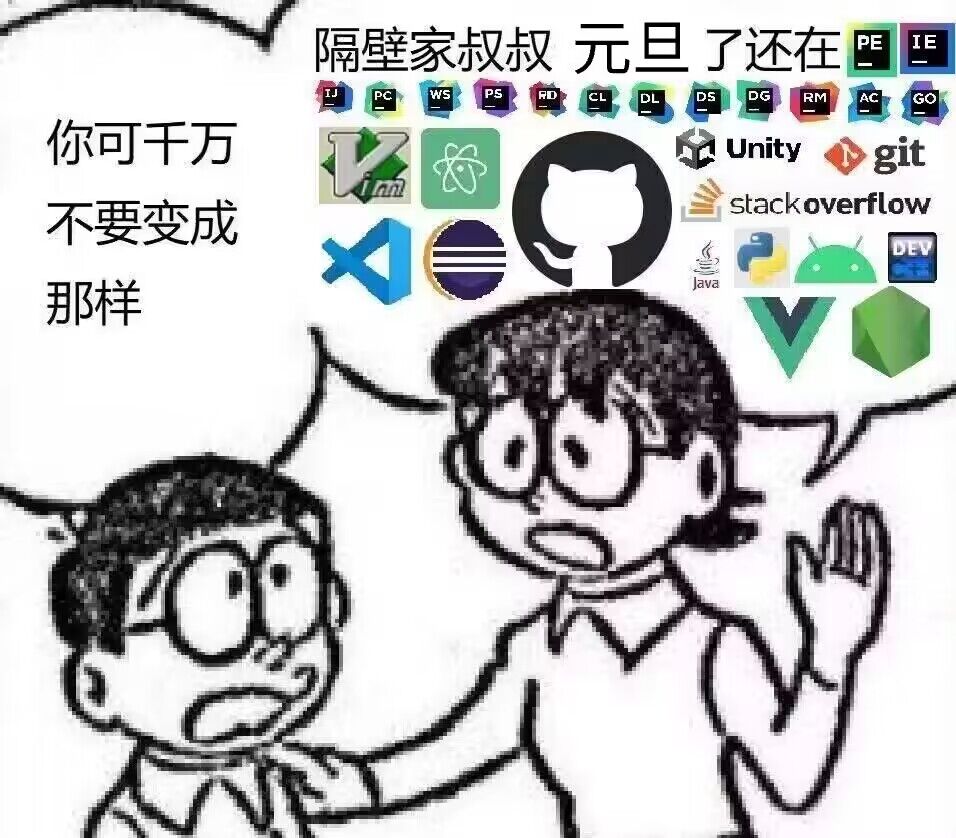 隔壁家叔叔 元旦了还在 PE IE
IJ PC WS PS RD CL DL DS DG RM AC GO
Vim Unity git
stackoverflow
Java DEV
你可千万
不要变成
那样